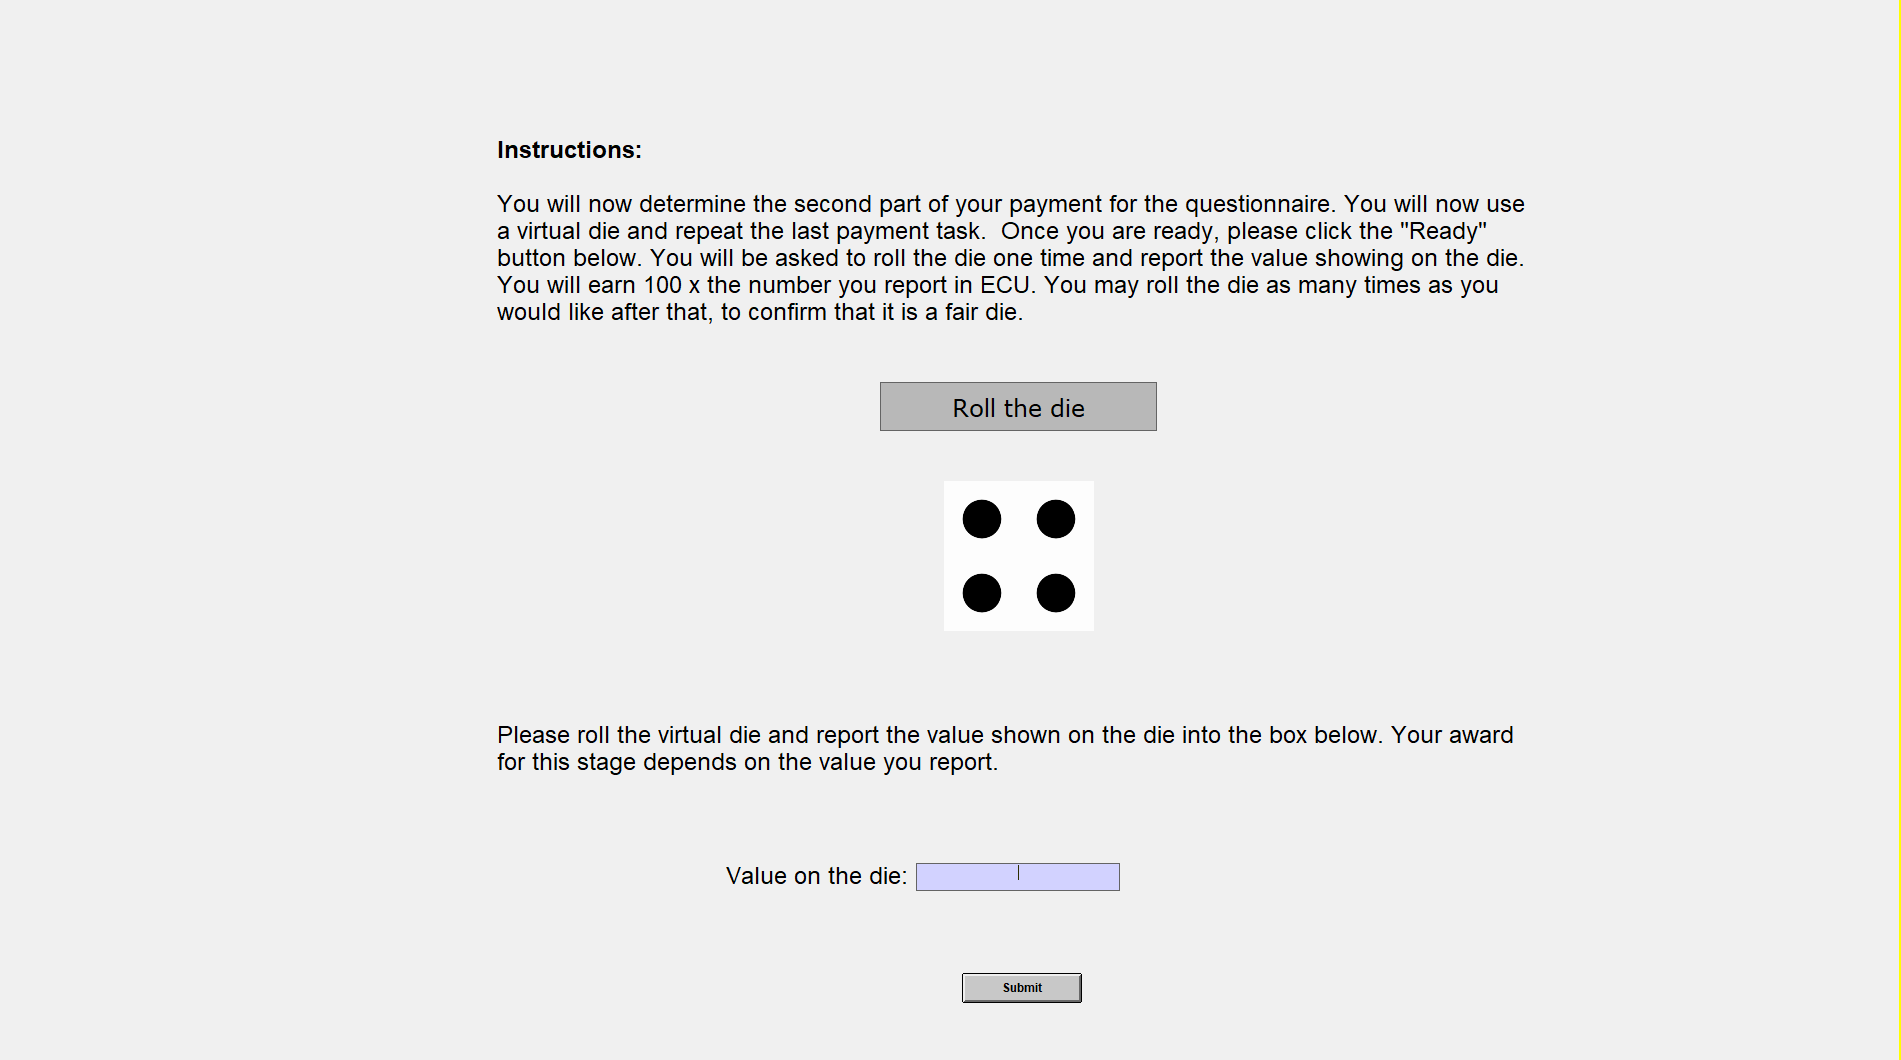 Instructions:
You will now determine the second part of your payment for the questionnaire. You will now use
a virtual die and repeat the last payment task.  Once you are ready, please click the "Ready"
button below. You will be asked to roll the die one time and report the value showing on the die.
You will earn 100 x the number you report in ECU. You may roll the die as many times as you
would like after that, to confirm that it is a fair die.
Roll the die
Please roll the virtual die and report the value shown on the die into the box below. Your award
for this stage depends on the value you report.
Value on the die:
Submit